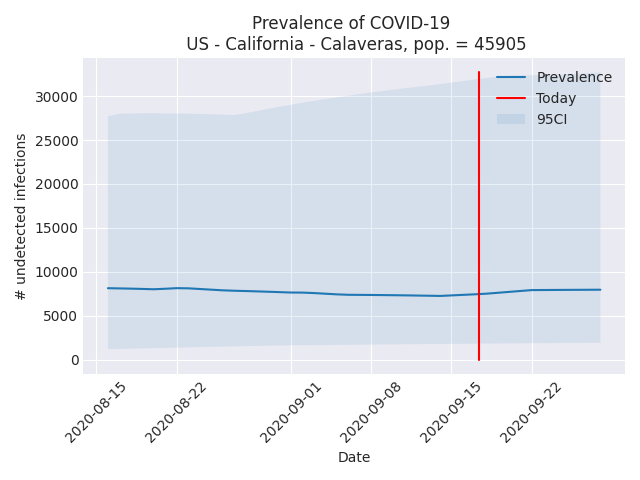 Prevalence of COVID-19
US - California - Calaveras, pop. = 45905
Prevalence
Today
95CI
30000
25000
20000
15000
10000
5000
0
# undetected infections
2020-08-15
2020-08-22
2020-09-01
2020-09-08
2020-09-15
2020-09-22
Date